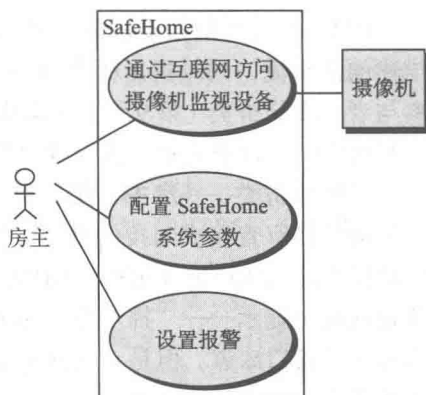 SafeHome
通过互联网访问
摄像机监视设备
摄像机
房主
配置 SafeHome
系统参数
设置报警